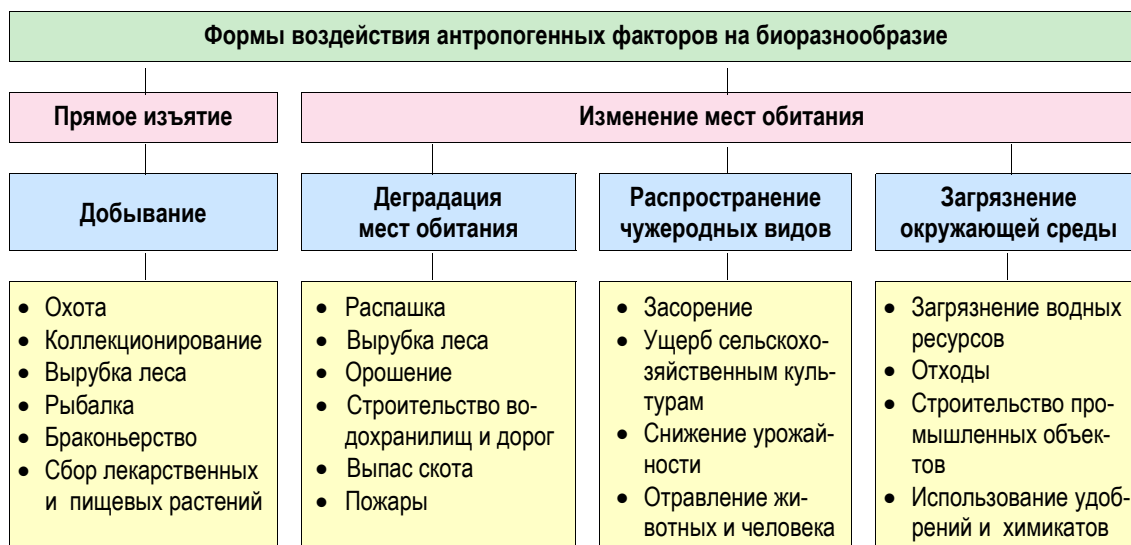 Формы воздействия антропогенных факторов на биоразнообразие
Прямое изъятие
Изменение мест обитания
Добывание
Деградация
мест обитания
Распространение
чужеродных видов
Загрязнение
окружающей среды
• Охота
• Коллекционирование
• Вырубка леса
• Рыбалка
• Браконьерство
• Сбор лекарственных
и пищевых растений
• Распашка
• Вырубка леса
• Орошение
• Строительство во-
дохранилищ и дорог
• Выпас скота
• Пожары
• Засорение
• Ущерб сельскохо-
зяйственным куль-
турам
• Снижение урожай-
ности
• Отравление жи-
вотных и человека
• Загрязнение водных
ресурсов
• Отходы
• Строительство про-
мышленных объек-
тов
• Использование удоб-
рений и химикатов